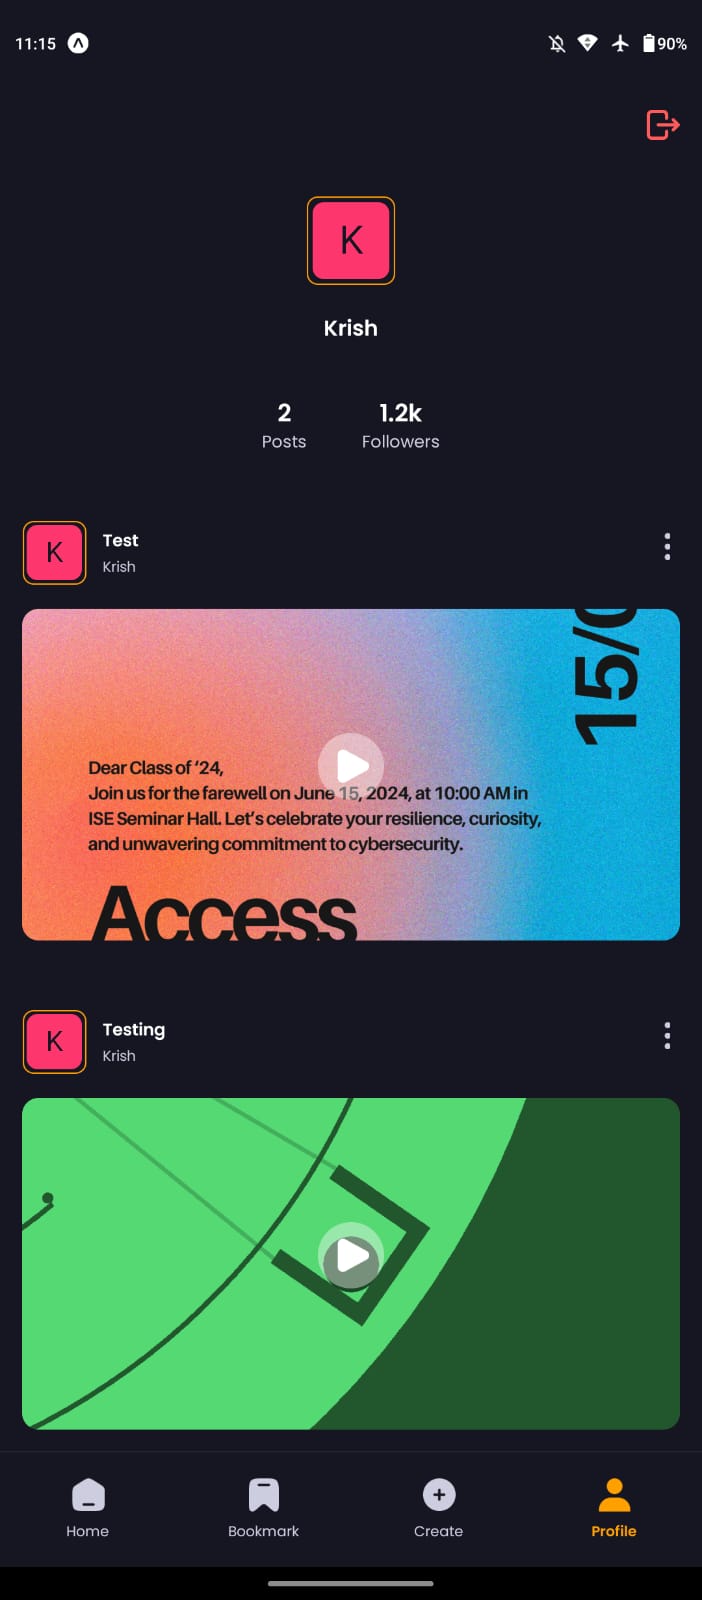 11:15
90%
K
Krish
2
1.2k
Posts
Followers
K
Test
Krish
15/0
Dear Class of ‘24,
Join us for the farewell on June 15, 2024, at 10:00 AM in
ISE Seminar Hall. Let’s celebrate your resilience, curiosity,
and unwavering commitment to cybersecurity.
Access
K
Testing
Krish
Home
Bookmark
Create
Profile